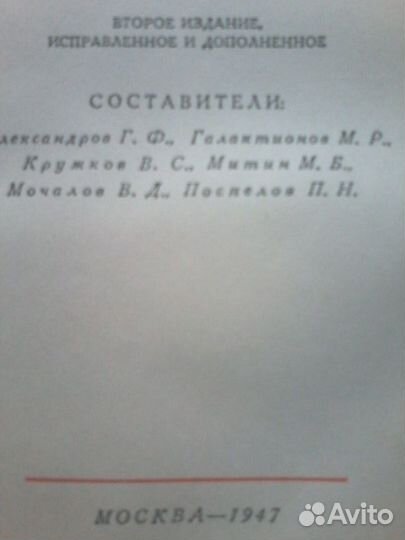 ВТОРОЕ ИЗДАНИЕ,
ИСПРАВЛЕННОЕ И ДОПОЛНЕННОЕ
СОСТАВИТЕЛИ:
лександров Г. Ф., Галактионов М. Р.,
Кружков В. С., Митин М. Б.,
Мочалов В. Д., Поспелов П. Н.
МОСКВА—1947
Avito